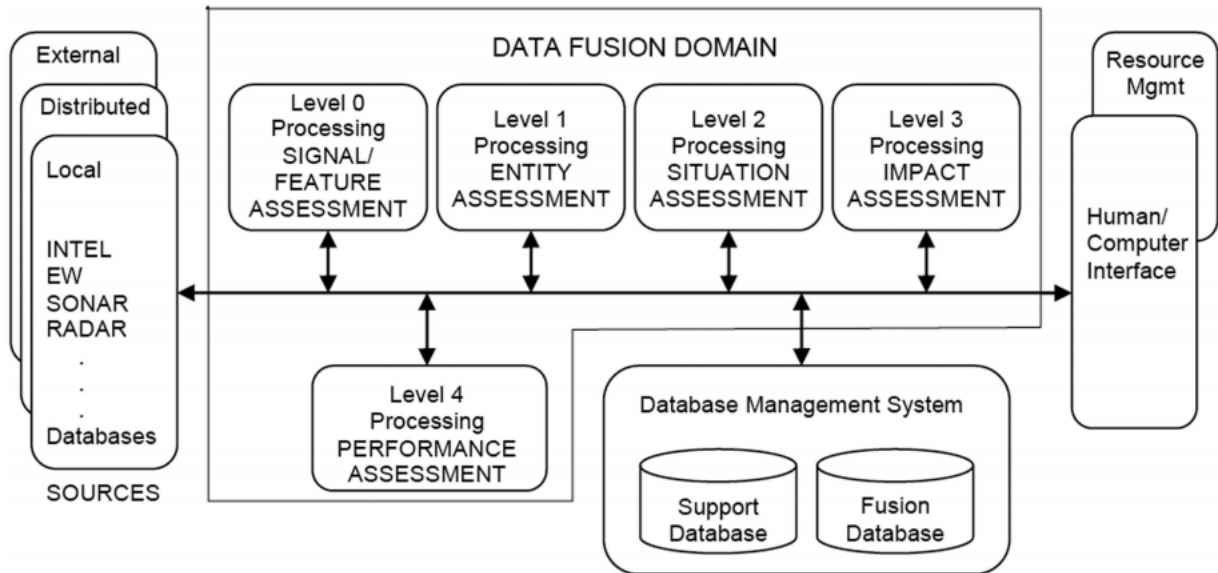 External
Distributed
Local
INTEL
EW
SONAR
RADAR
.
.
.
Databases
SOURCES
DATA FUSION DOMAIN
Level 0
Processing
SIGNAL/
FEATURE
ASSESSMENT
Level 1
Processing
ENTITY
ASSESSMENT
Level 2
Processing
SITUATION
ASSESSMENT
Level 3
Processing
IMPACT
ASSESSMENT
Level 4
Processing
PERFORMANCE
ASSESSMENT
Database Management System
Support
Database
Fusion
Database
Resource
Mgmt
Human/
Computer
Interface